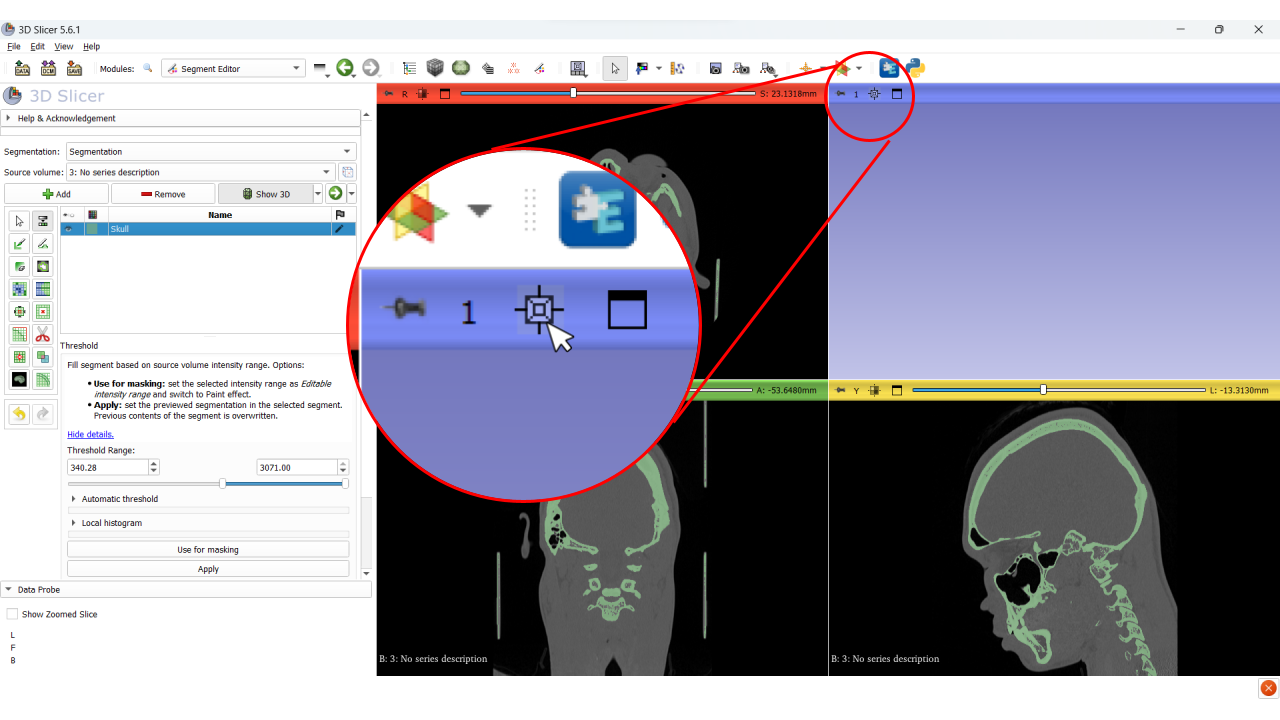 3D Slicer 5.6.1
File Edit View Help
DATA DCM SAVE Modules: Segment Editor
3D Slicer
R S: 23.1318mm
1
Help & Acknowledgement
Segmentation: Segmentation
Source volume: 3: No series description
Add Remove Show 3D
Name
Skull
1
Threshold
Fill segment based on source volume intensity range. Options:
Use for masking: set the selected intensity range as Editable
intensity range and switch to Paint effect.
Apply: set the previewed segmentation in the selected segment.
Previous contents of the segment is overwritten.
Hide details.
A: -53.6480mm
Y L: -13.3130mm
Threshold Range:
340.28 3071.00
Automatic threshold
Local histogram
Use for masking
Apply
Data Probe
Show Zoomed Slice
L
F
B
B: 3: No series description
B: 3: No series description